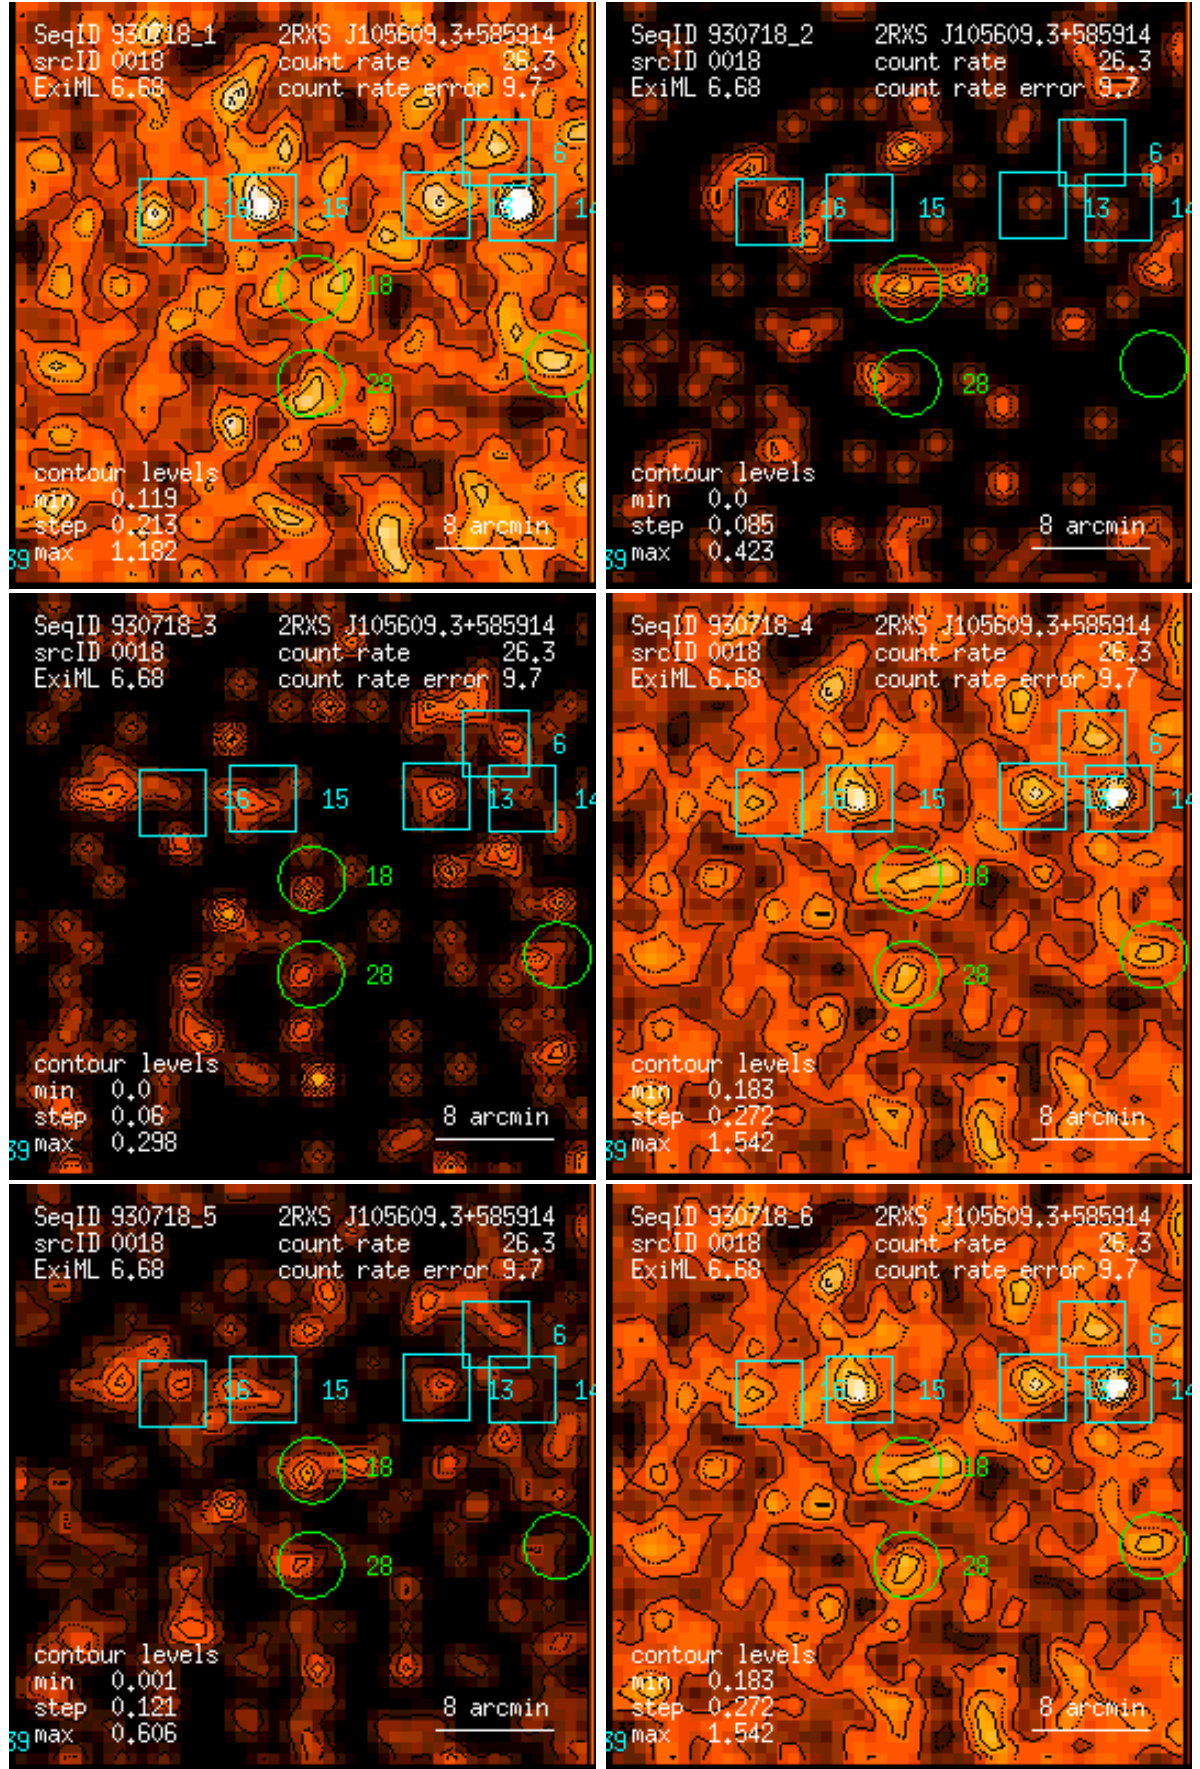 SeqID 930718_1 2RXS J105609.3+585914
srcID 0018 count rate 26.3
ExiML 6.68 count rate error 9.7
6
16 15 13 14
18
28
contour levels
min 0.119
step 0.213
max 1.182
8 arcmin
39
SeqID 930718_2 2RXS J105609.3+585914
srcID 0018 count rate 26.3
ExiML 6.68 count rate error 9.7
6
16 15 13 14
18
28
contour levels
min 0.0
step 0.085
max 0.423
8 arcmin
39
SeqID 930718_3 2RXS J105609.3+585914
srcID 0018 count rate 26.3
ExiML 6.68 count rate error 9.7
6
16 15 13 14
18
28
contour levels
min 0.0
step 0.06
max 0.298
8 arcmin
39
SeqID 930718_4 2RXS J105609.3+585914
srcID 0018 count rate 26.3
ExiML 6.68 count rate error 9.7
6
16 15 13 14
18
28
contour levels
min 0.183
step 0.272
max 1.542
8 arcmin
39
SeqID 930718_5 2RXS J105609.3+585914
srcID 0018 count rate 26.3
ExiML 6.68 count rate error 9.7
6
16 15 13 14
18
28
contour levels
min 0.001
step 0.121
max 0.606
8 arcmin
39
SeqID 930718_6 2RXS J105609.3+585914
srcID 0018 count rate 26.3
ExiML 6.68 count rate error 9.7
6
16 15 13 14
18
28
contour levels
min 0.183
step 0.272
max 1.542
8 arcmin
39